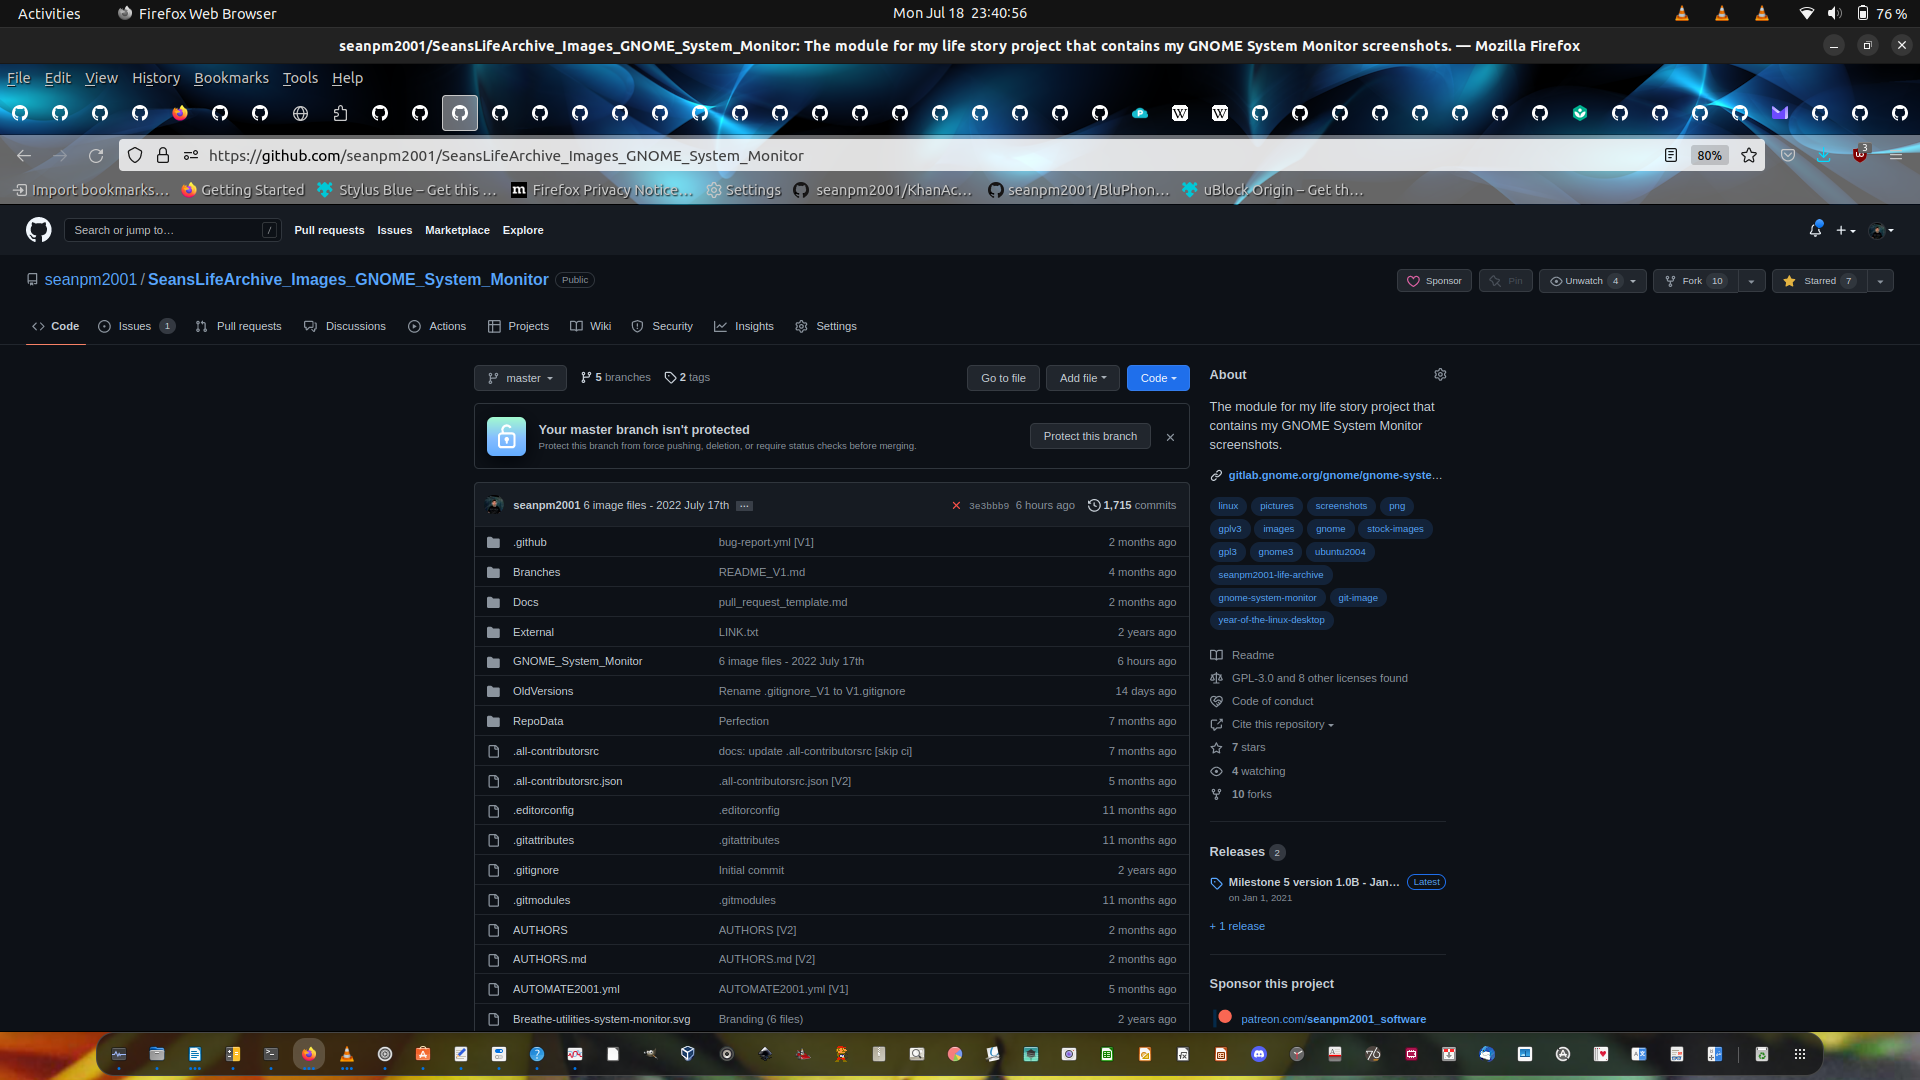 Activities
Firefox Web Browser
Mon Jul 18 23:40:56
76 %
seanpm2001/SeansLifeArchive_Images_GNOME_System_Monitor: The module for my life story project that contains my GNOME System Monitor screenshots. — Mozilla Firefox
File Edit View History Bookmarks Tools Help
https://github.com/seanpm2001/SeansLifeArchive_Images_GNOME_System_Monitor
80%
3
Import bookmarks… Getting Started Stylus Blue – Get this … Firefox Privacy Notice… Settings seanpm2001/KhanAc… seanpm2001/BluPhon… uBlock Origin – Get th…
Search or jump to… /
Pull requests Issues Marketplace Explore
seanpm2001 / SeansLifeArchive_Images_GNOME_System_Monitor Public
Sponsor Pin Unwatch 4 Fork 10 Starred 7
Code Issues 1 Pull requests Discussions Actions Projects Wiki Security Insights Settings
master 5 branches 2 tags
Go to file Add file Code
Your master branch isn't protected
Protect this branch from force pushing, deletion, or require status checks before merging.
Protect this branch
seanpm2001 6 image files - 2022 July 17th … 3e3bbb9 6 hours ago 1,715 commits
.github bug-report.yml [V1] 2 months ago
Branches README_V1.md 4 months ago
Docs pull_request_template.md 2 months ago
External LINK.txt 2 years ago
GNOME_System_Monitor 6 image files - 2022 July 17th 6 hours ago
OldVersions Rename .gitignore_V1 to V1.gitignore 14 days ago
RepoData Perfection 7 months ago
.all-contributorsrc docs: update .all-contributorsrc [skip ci] 7 months ago
.all-contributorsrc.json .all-contributorsrc.json [V2] 5 months ago
.editorconfig .editorconfig 11 months ago
.gitattributes .gitattributes 11 months ago
.gitignore Initial commit 2 years ago
.gitmodules .gitmodules 11 months ago
AUTHORS AUTHORS [V2] 2 months ago
AUTHORS.md AUTHORS.md [V2] 2 months ago
AUTOMATE2001.yml AUTOMATE2001.yml [V1] 5 months ago
Breathe-utilities-system-monitor.svg Branding (6 files) 2 years ago
About
The module for my life story project that
contains my GNOME System Monitor
screenshots.
gitlab.gnome.org/gnome/gnome-syste…
linux pictures screenshots png
gplv3 images gnome stock-images
gpl3 gnome3 ubuntu2004
seanpm2001-life-archive
gnome-system-monitor git-image
year-of-the-linux-desktop
Readme
GPL-3.0 and 8 other licenses found
Code of conduct
Cite this repository
7 stars
4 watching
10 forks
Releases 2
Milestone 5 version 1.0B - Jan… Latest
on Jan 1, 2021
+ 1 release
Sponsor this project
patreon.com/seanpm2001_software